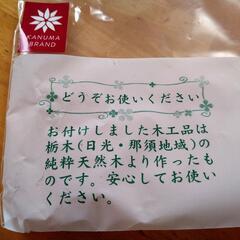 KANUMA
BRAND
どうぞお使いください
お付けしました木工品は
栃木(日光・那須地域)の
純粋天然木より作ったも
のです。安心してお使い
ください。